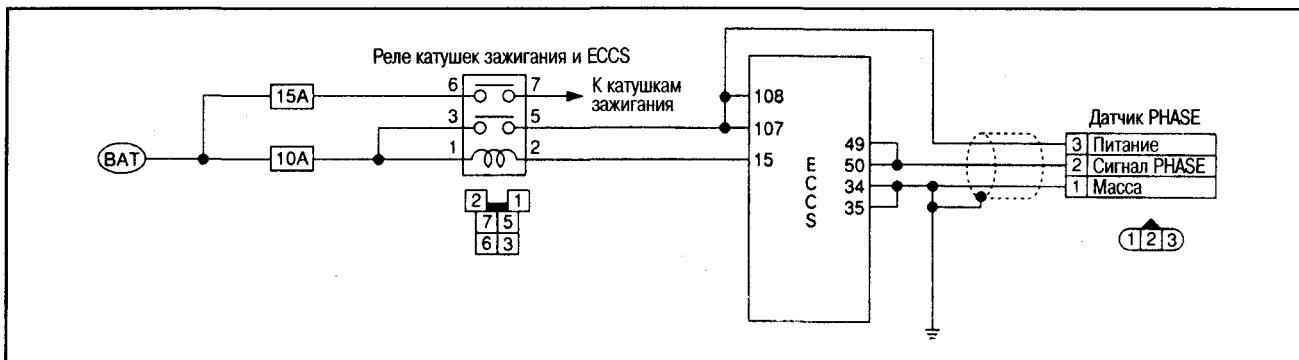 Реле катушек зажигания и ECCS
15A
6
7
К катушкам
зажигания
3
5
BAT
10A
1
2
2 1
7 5
6 3
108
107
15
E
C
C
S
49
50
34
35
Датчик PHASE
3 Питание
2 Сигнал PHASE
1 Масса
1 2 3